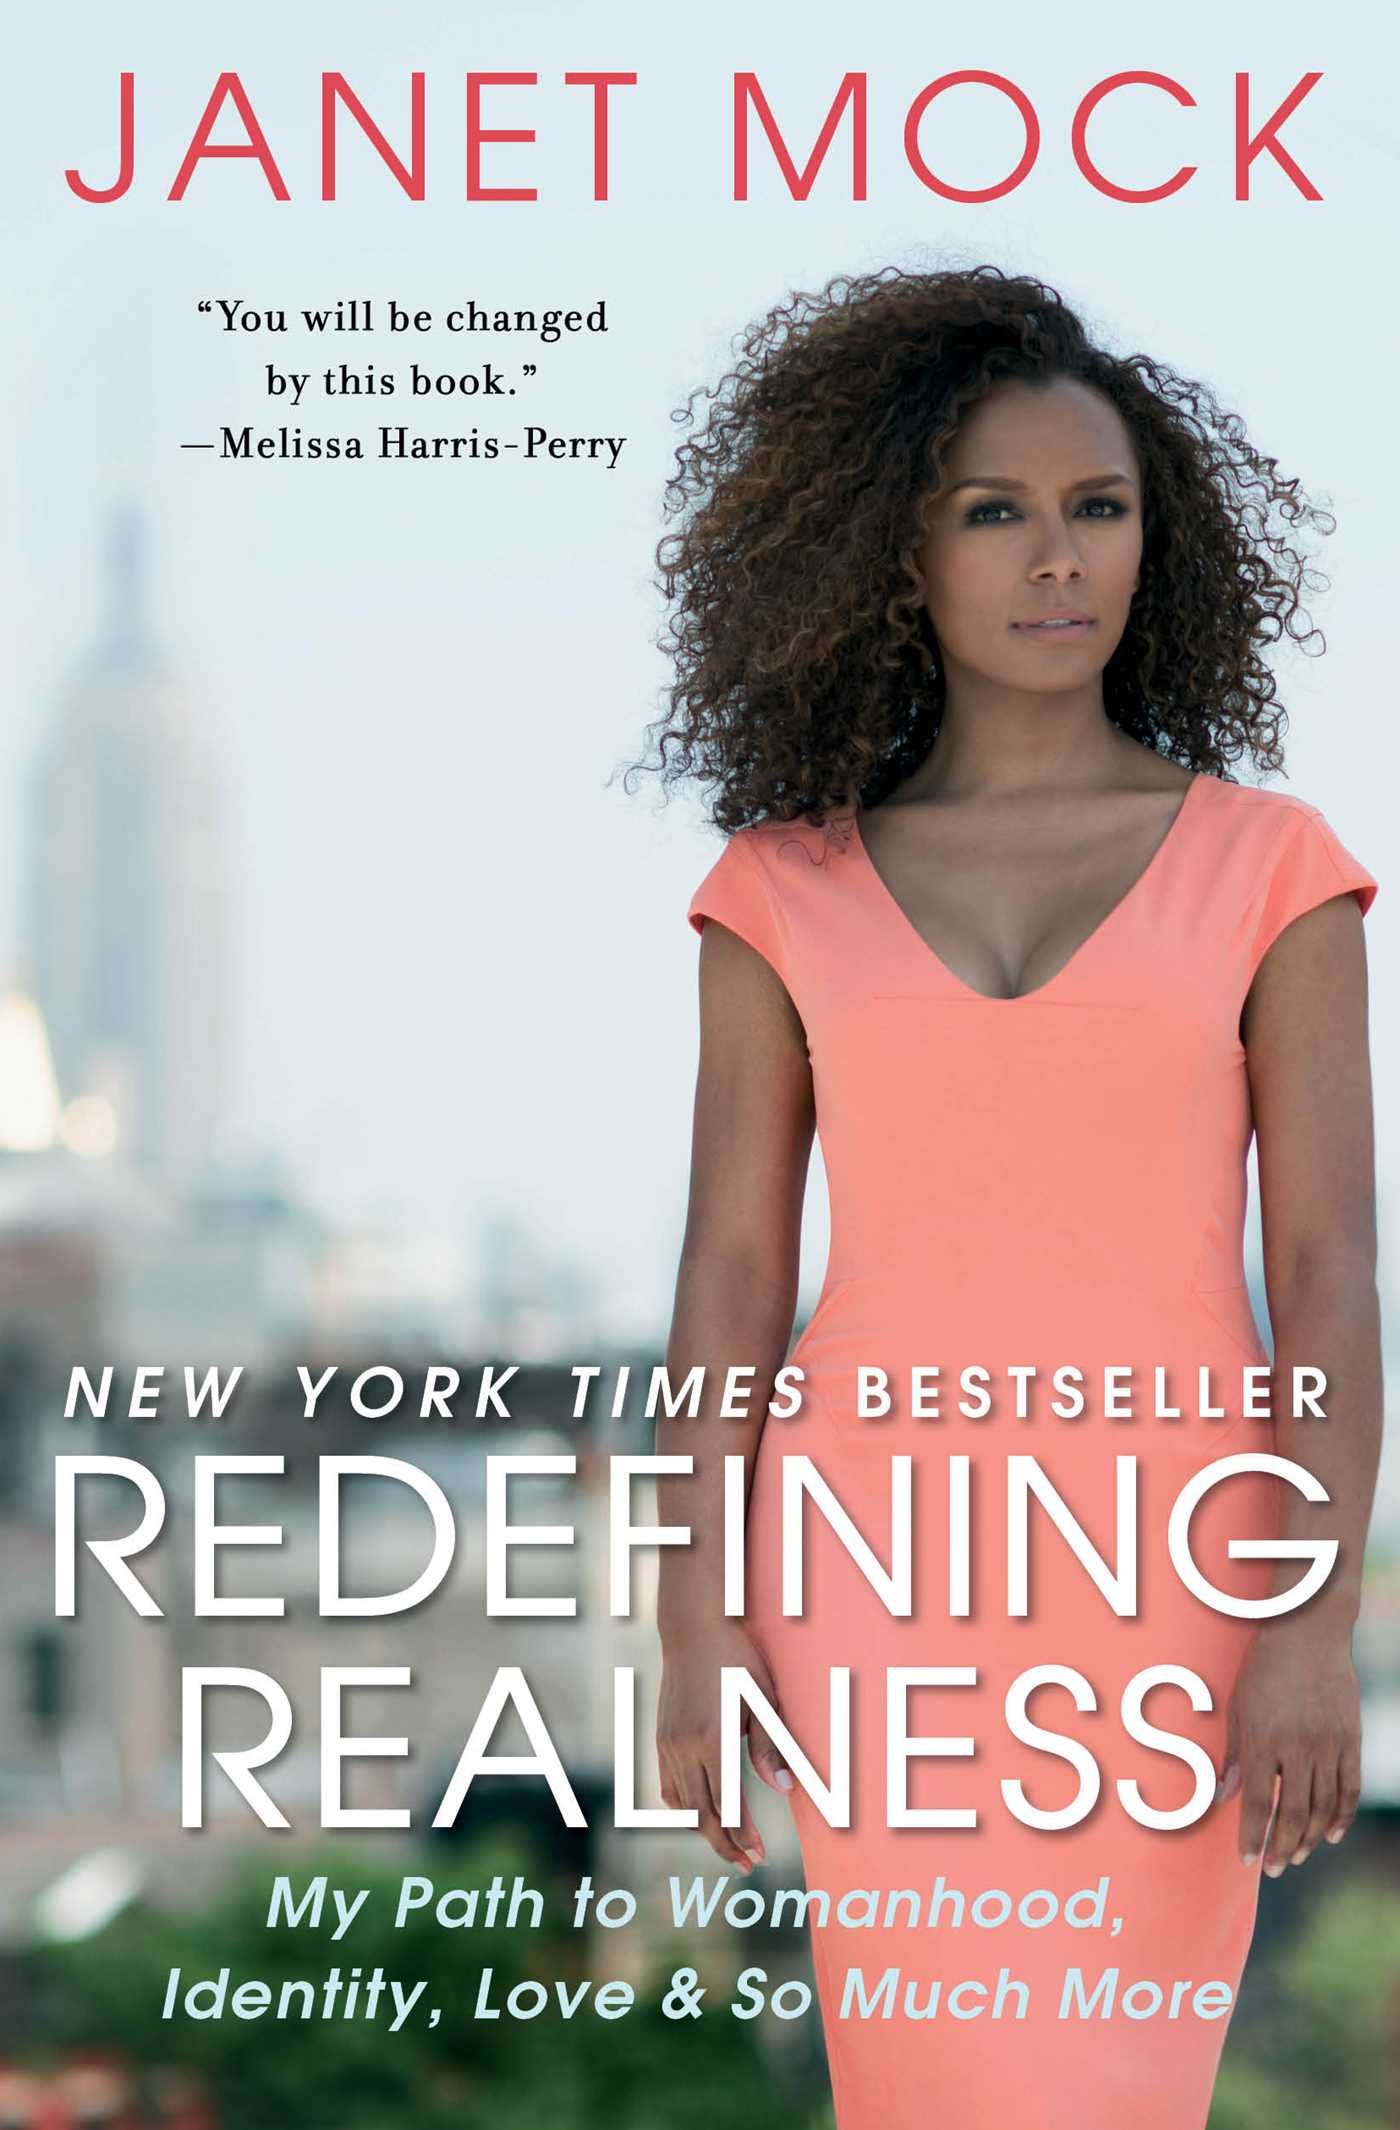 JANET MOCK
“You will be changed
by this book.”
—Melissa Harris-Perry
NEW YORK TIMES BESTSELLER
REDEFINING
REALNESS
My Path to Womanhood,
Identity, Love & So Much More